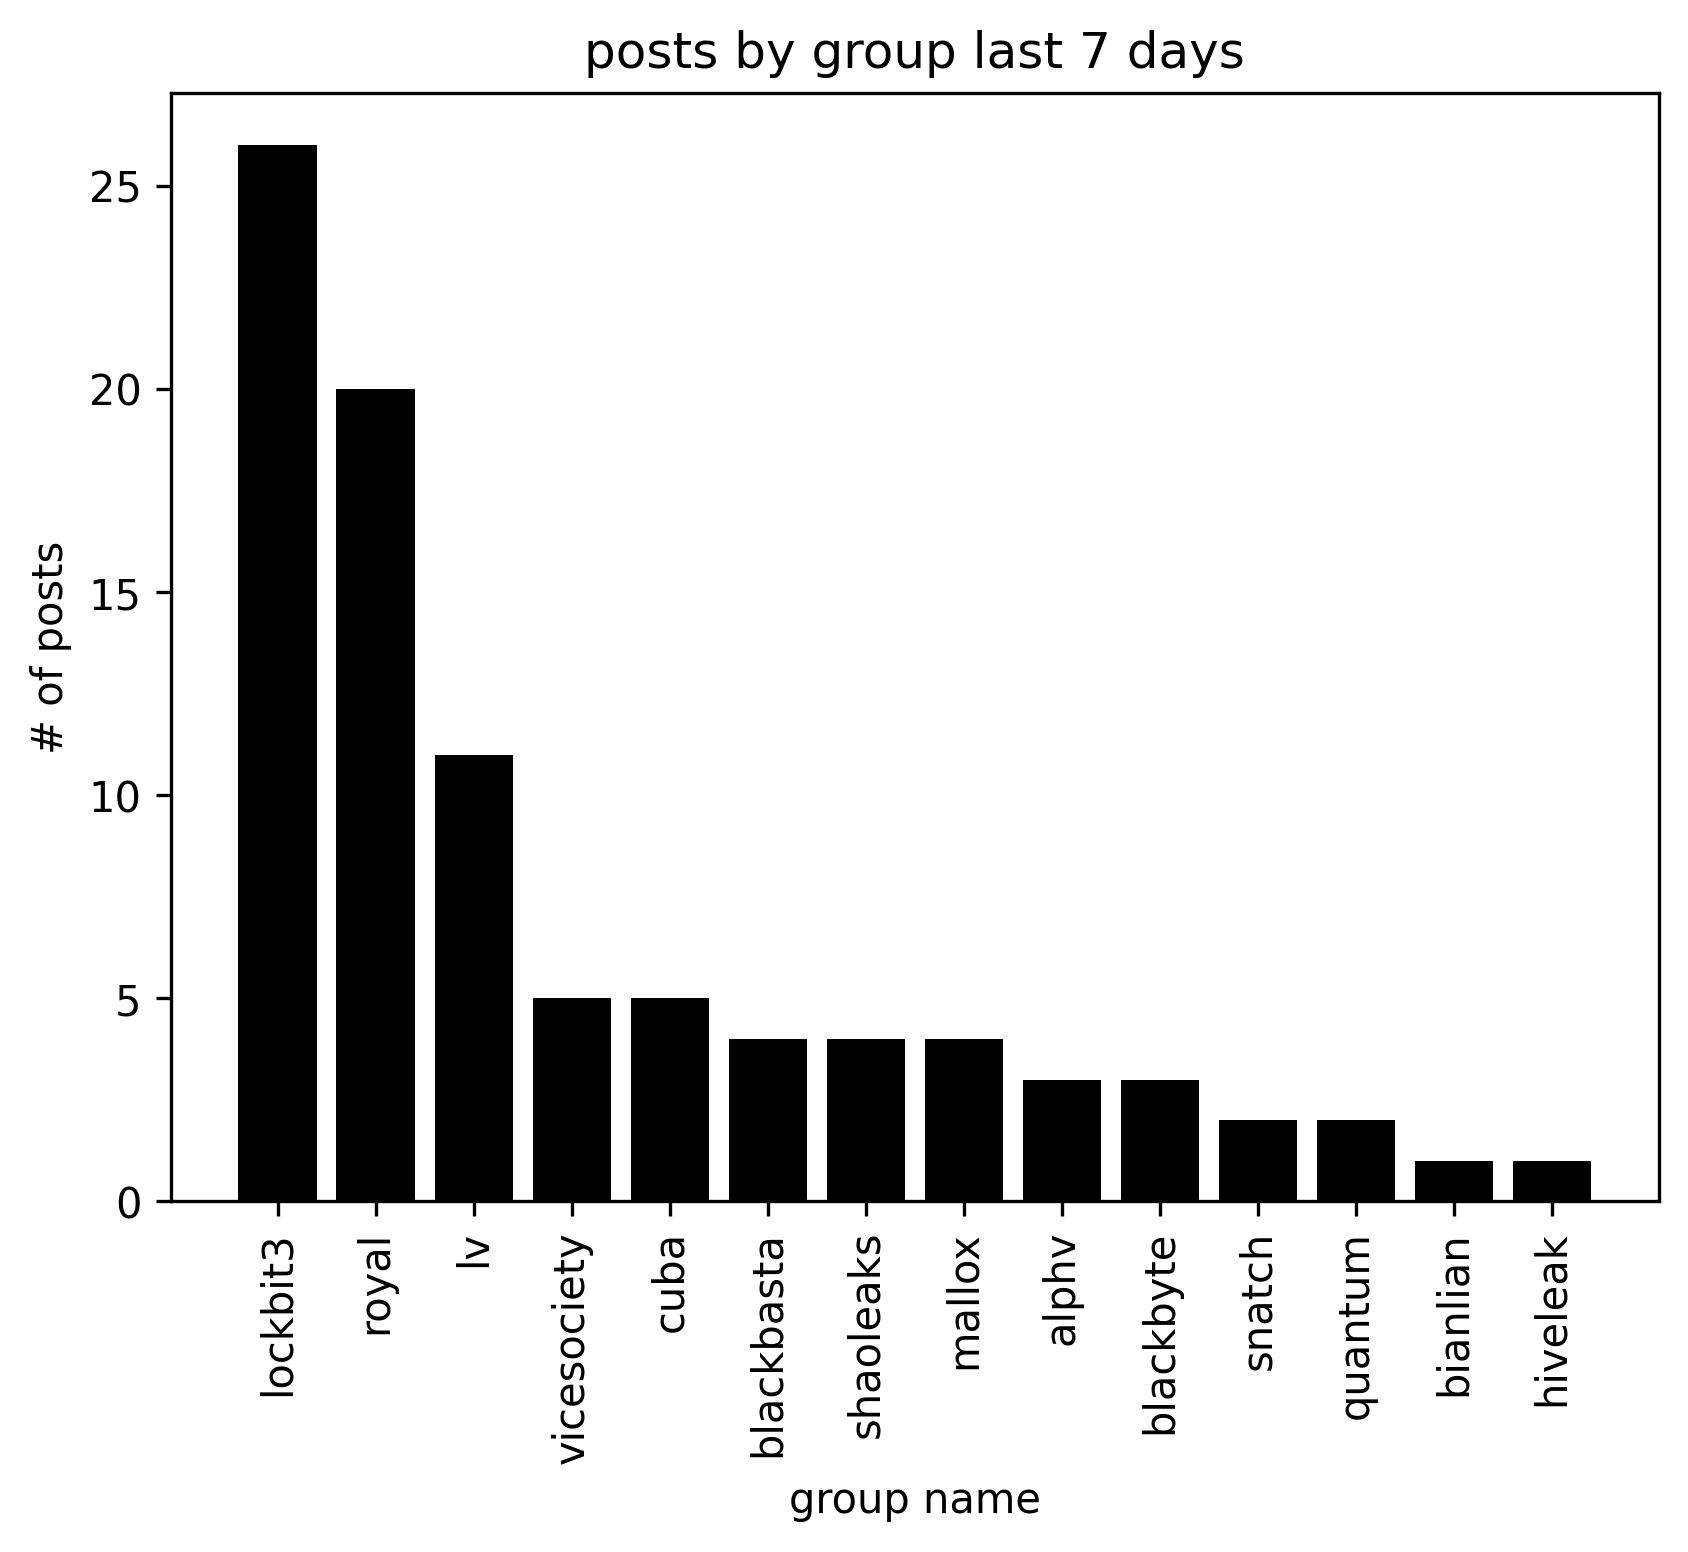 posts by group last 7 days
# of posts
25
20
15
10
5
0
lockbit3
royal
lv
vicesociety
cuba
blackbasta
shaoleaks
mallox
alphv
blackbyte
snatch
quantum
bianlian
hiveleak
group name